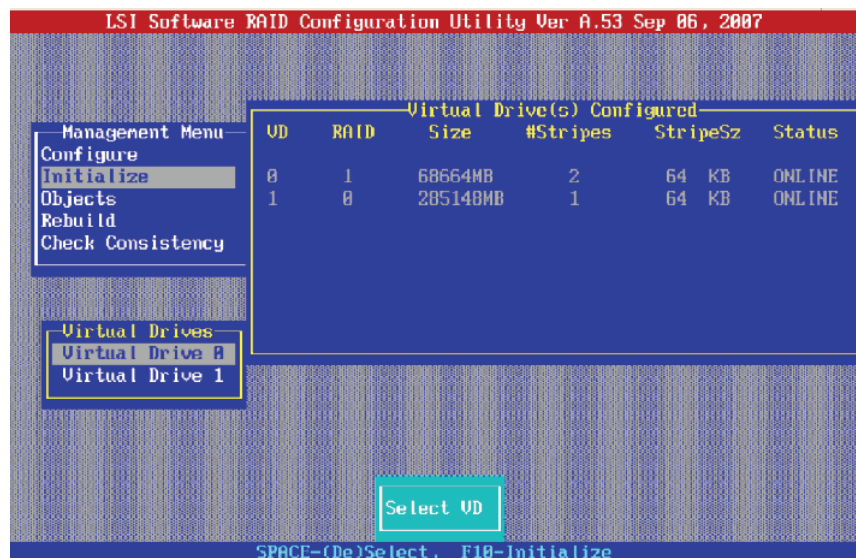 LSI Software RAID Configuration Utility Ver A.53 Sep 06, 2007
Virtual Drive(s) Configured
VD RAID Size #Stripes StripeSz Status
0 1 68664MB 2 64 KB ONLINE
1 0 285148MB 1 64 KB ONLINE
Management Menu
Configure
Initialize
Objects
Rebuild
Check Consistency
Virtual Drives
Virtual Drive 0
Virtual Drive 1
Select VD
SPACE-(De)Select, F10-Initialize